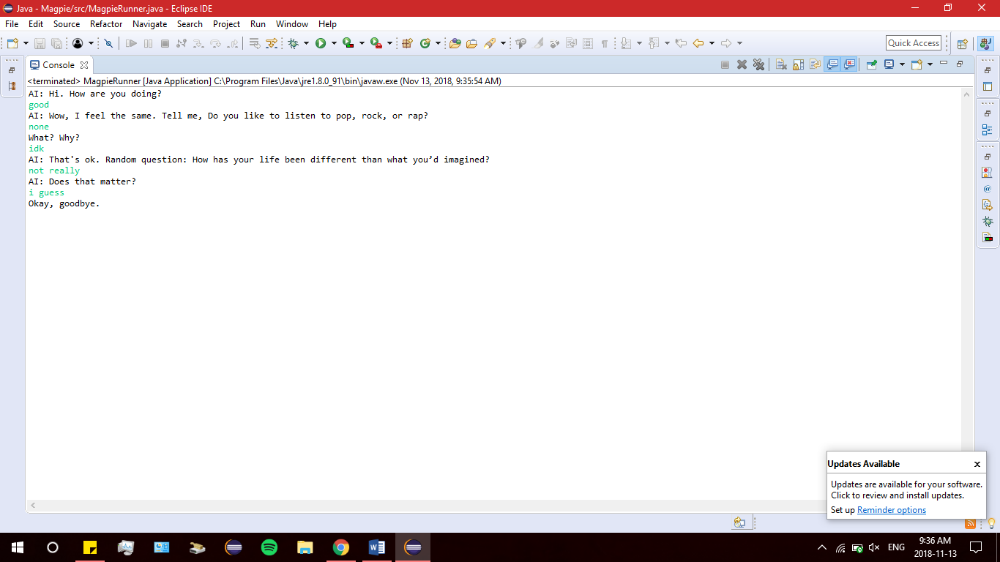 Java - Magpie/src/MagpieRunner.java - Eclipse IDE
File Edit Source Refactor Navigate Search Project Run Window Help
Quick Access
Console
<terminated> MagpieRunner [Java Application] C:\Program Files\Java\jre1.8.0_91\bin\javaw.exe (Nov 13, 2018, 9:35:54 AM)
AI: Hi. How are you doing?
good
AI: Wow, I feel the same. Tell me, Do you like to listen to pop, rock, or rap?
none
What? Why?
idk
AI: That's ok. Random question: How has your life been different than what you’d imagined?
not really
AI: Does that matter?
i guess
Okay, goodbye.
Updates Available
Updates are available for your software.
Click to review and install updates.
Set up Reminder options
ENG
9:36 AM
2018-11-13